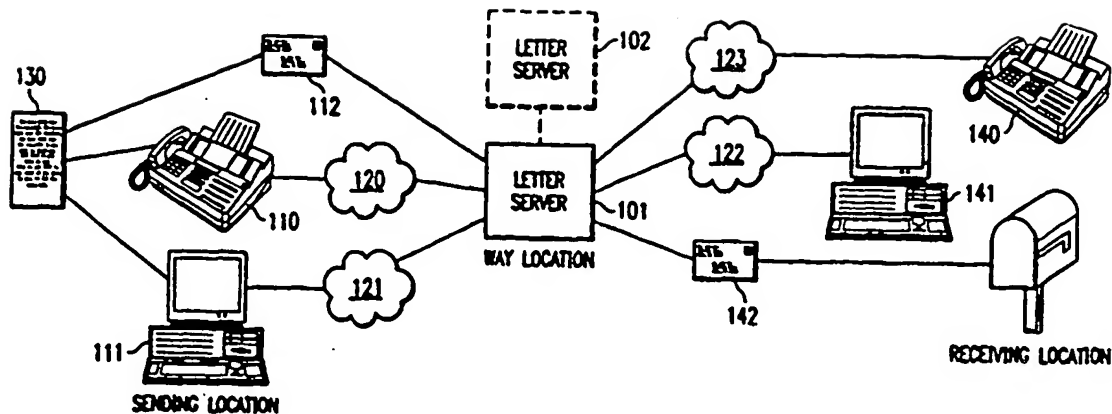 130
112
110
120
121
111
SENDING LOCATION
LETTER
SERVER
102
LETTER
SERVER
101
WAY LOCATION
123
122
140
141
142
RECEIVING LOCATION